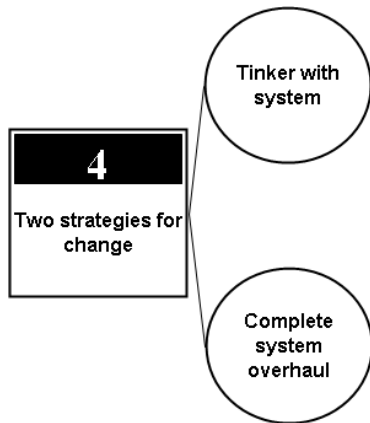 Tinker with
system
4
Two strategies for
change
Complete
system
overhaul